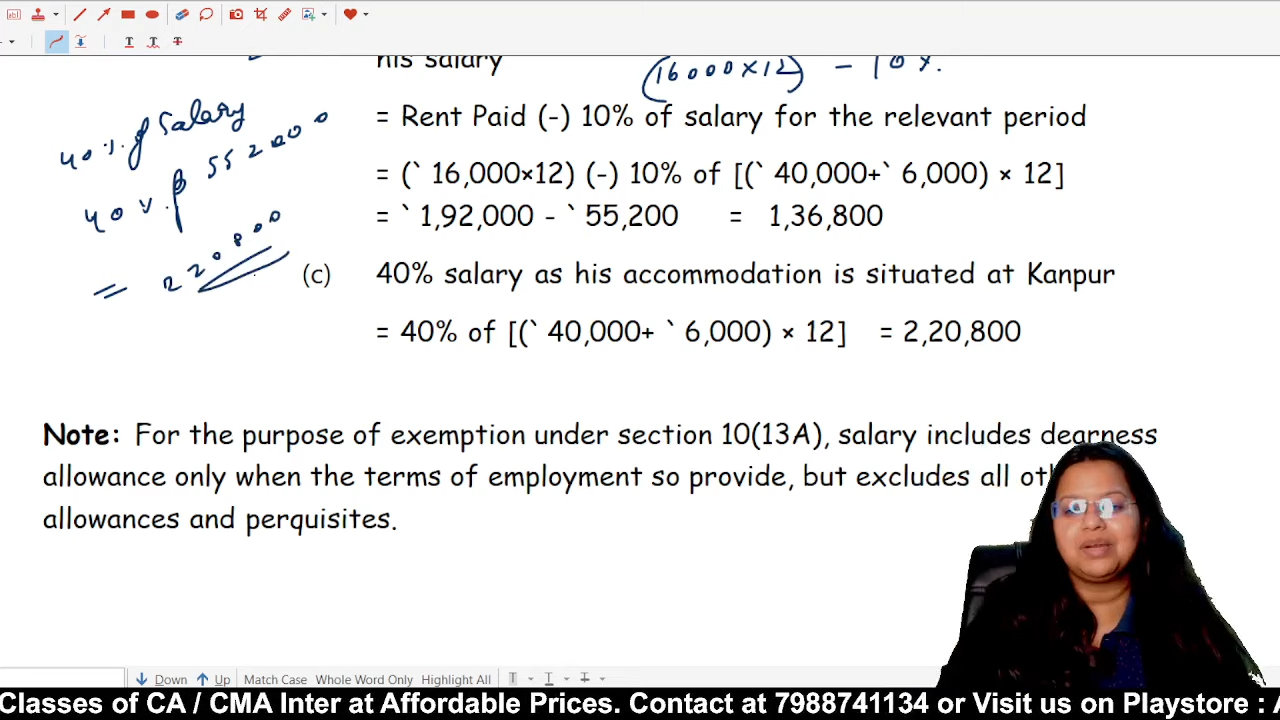 his salary
(16000×12) - 10%.
= Rent Paid (-) 10% of salary for the relevant period
40%. of Salary
= (` 16,000×12) (-) 10% of [(` 40,000+` 6,000) × 12]
40%. of 552000
= ` 1,92,000 - ` 55,200 = 1,36,800
= 220800
(c) 40% salary as his accommodation is situated at Kanpur
= 40% of [(` 40,000+ ` 6,000) × 12] = 2,20,800
Note: For the purpose of exemption under section 10(13A), salary includes dearness
allowance only when the terms of employment so provide, but excludes all
allowances and perquisites.
Down Up Match Case Whole Word Only Highlight All
Classes of CA / CMA Inter at Affordable Prices. Contact at 7988741134 or Visit us on Playstore :